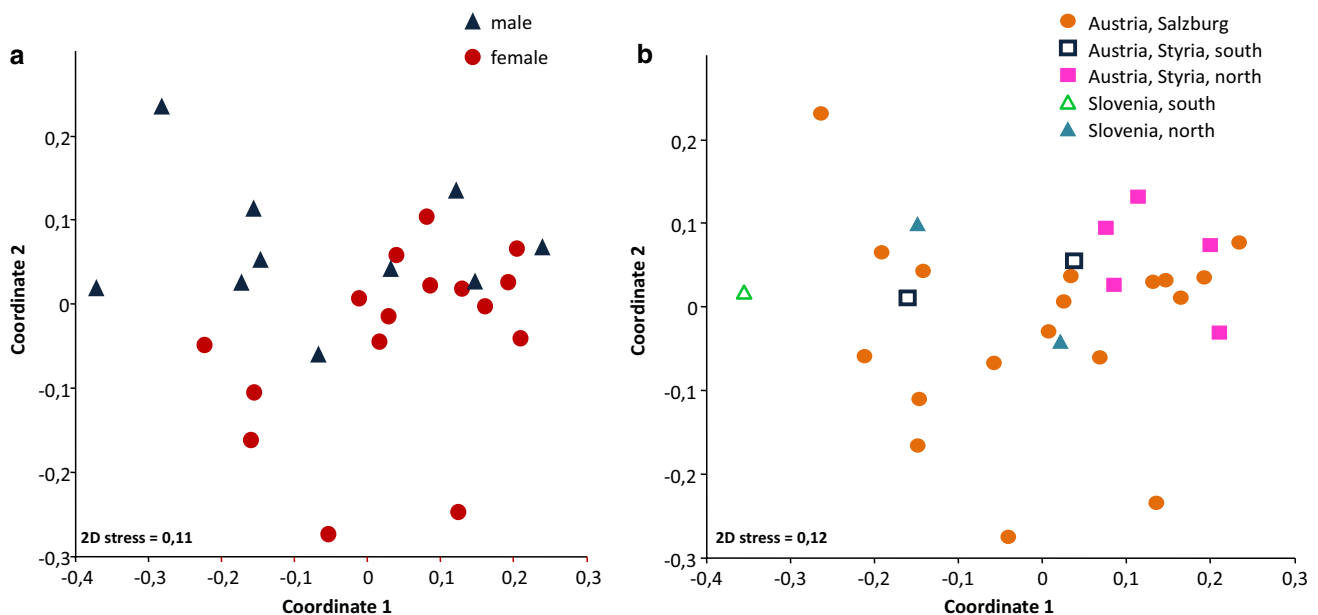 a
male
female
0,2
0,1
0
-0,1
-0,2
-0,3
Coordinate 2
2D stress = 0,11
-0,4 -0,3 -0,2 -0,1 0 0,1 0,2 0,3
Coordinate 1
b
Austria, Salzburg
Austria, Styria, south
Austria, Styria, north
Slovenia, south
Slovenia, north
0,2
0,1
0
-0,1
-0,2
-0,3
Coordinate 2
2D stress = 0,12
-0,4 -0,3 -0,2 -0,1 0 0,1 0,2 0,3
Coordinate 1